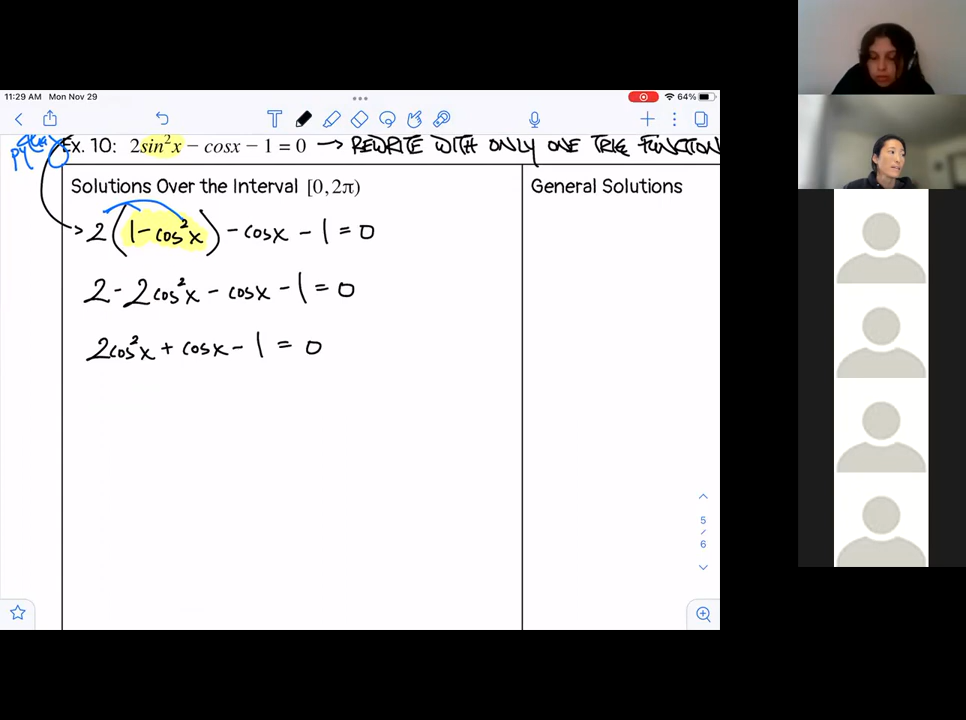 11:29 AM Mon Nov 29
64%
T
Ex. 10: 2sin²x − cosx − 1 = 0 → REWRITE WITH ONLY ONE TRIG FUNCTION
Solutions Over the Interval [0, 2π)
General Solutions
2(1 − cos²x) − cosx − 1 = 0
2 - 2cos²x − cosx − 1 = 0
2cos²x + cosx − 1 = 0
5
/
6